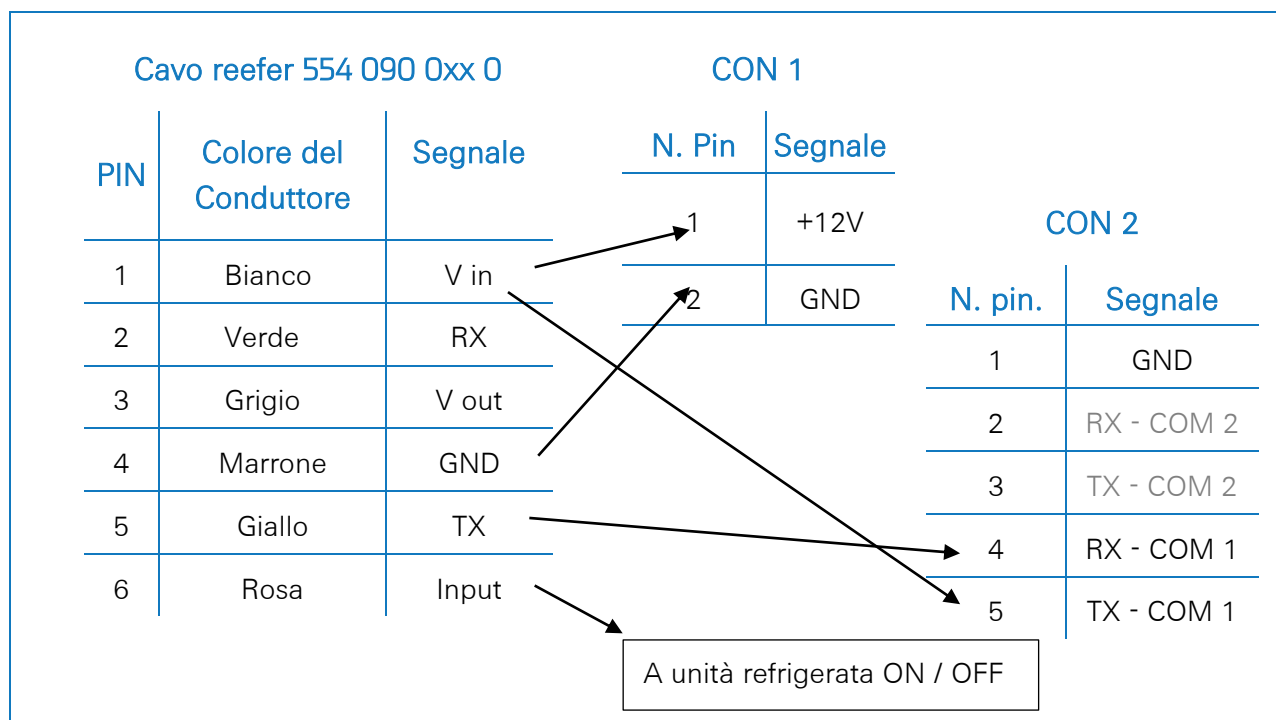 Cavo reefer 554 090 0xx 0
PIN Colore del Conduttore Segnale
1 Bianco V in
2 Verde RX
3 Grigio V out
4 Marrone GND
5 Giallo TX
6 Rosa Input
CON 1
N. Pin Segnale
1 +12V
2 GND
CON 2
N. pin. Segnale
1 GND
2 RX - COM 2
3 TX - COM 2
4 RX - COM 1
5 TX - COM 1
A unità refrigerata ON / OFF